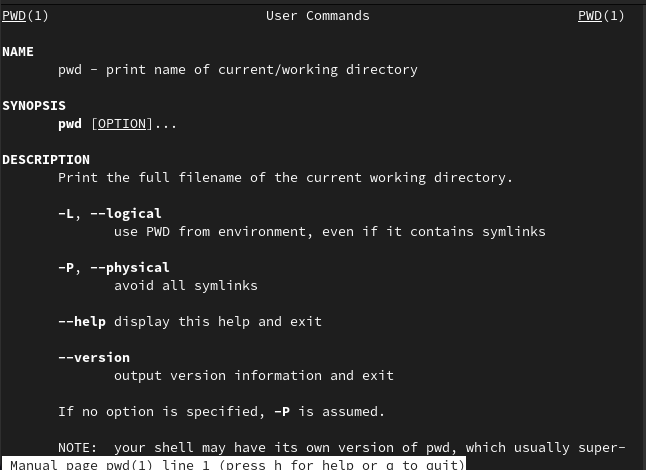 PWD(1) User Commands PWD(1)
NAME
pwd - print name of current/working directory
SYNOPSIS
pwd [OPTION]...
DESCRIPTION
Print the full filename of the current working directory.
-L, --logical
use PWD from environment, even if it contains symlinks
-P, --physical
avoid all symlinks
--help display this help and exit
--version
output version information and exit
If no option is specified, -P is assumed.
NOTE: your shell may have its own version of pwd, which usually super-
Manual page pwd(1) line 1 (press h for help or q to quit)